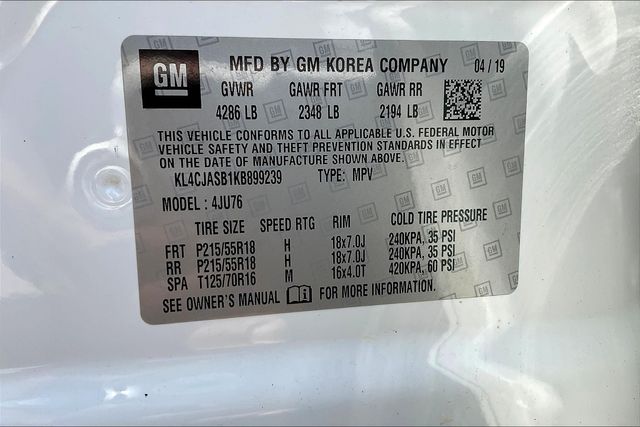 GM MFD BY GM KOREA COMPANY 04/19
GVWR GAWR FRT GAWR RR
4286 LB 2348 LB 2194 LB
THIS VEHICLE CONFORMS TO ALL APPLICABLE U.S. FEDERAL MOTOR
VEHICLE SAFETY AND THEFT PREVENTION STANDARDS IN EFFECT
ON THE DATE OF MANUFACTURE SHOWN ABOVE.
KL4CJASB1KB899239 TYPE: MPV
MODEL: 4JU76
TIRE SIZE SPEED RTG RIM COLD TIRE PRESSURE
FRT P215/55R18 H 18x7.0J 240KPA, 35 PSI
RR P215/55R18 H 18x7.0J 240KPA, 35 PSI
SPA T125/70R16 M 16x4.0T 420KPA, 60 PSI
SEE OWNER'S MANUAL FOR MORE INFORMATION.